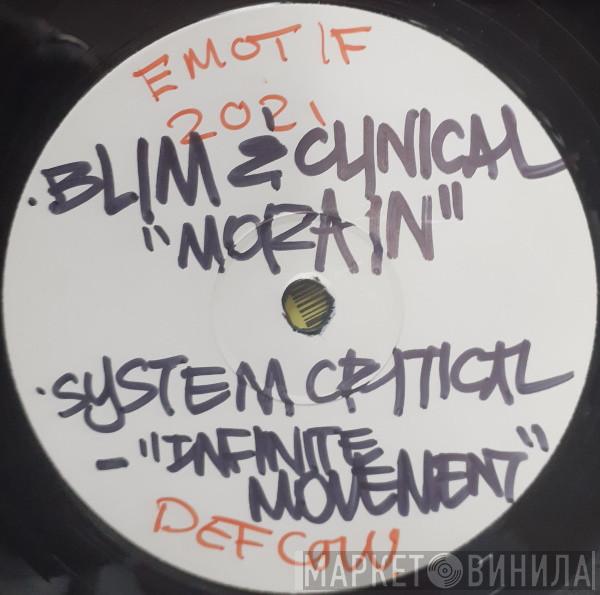 EMOTIF
2021
·BLIM & CLINICAL
"MORAIN"
·SYSTEM CRITICAL
- "INFINITE
MOVEMENT"
DEFCOW
МАРКЕТ ВИНИЛА